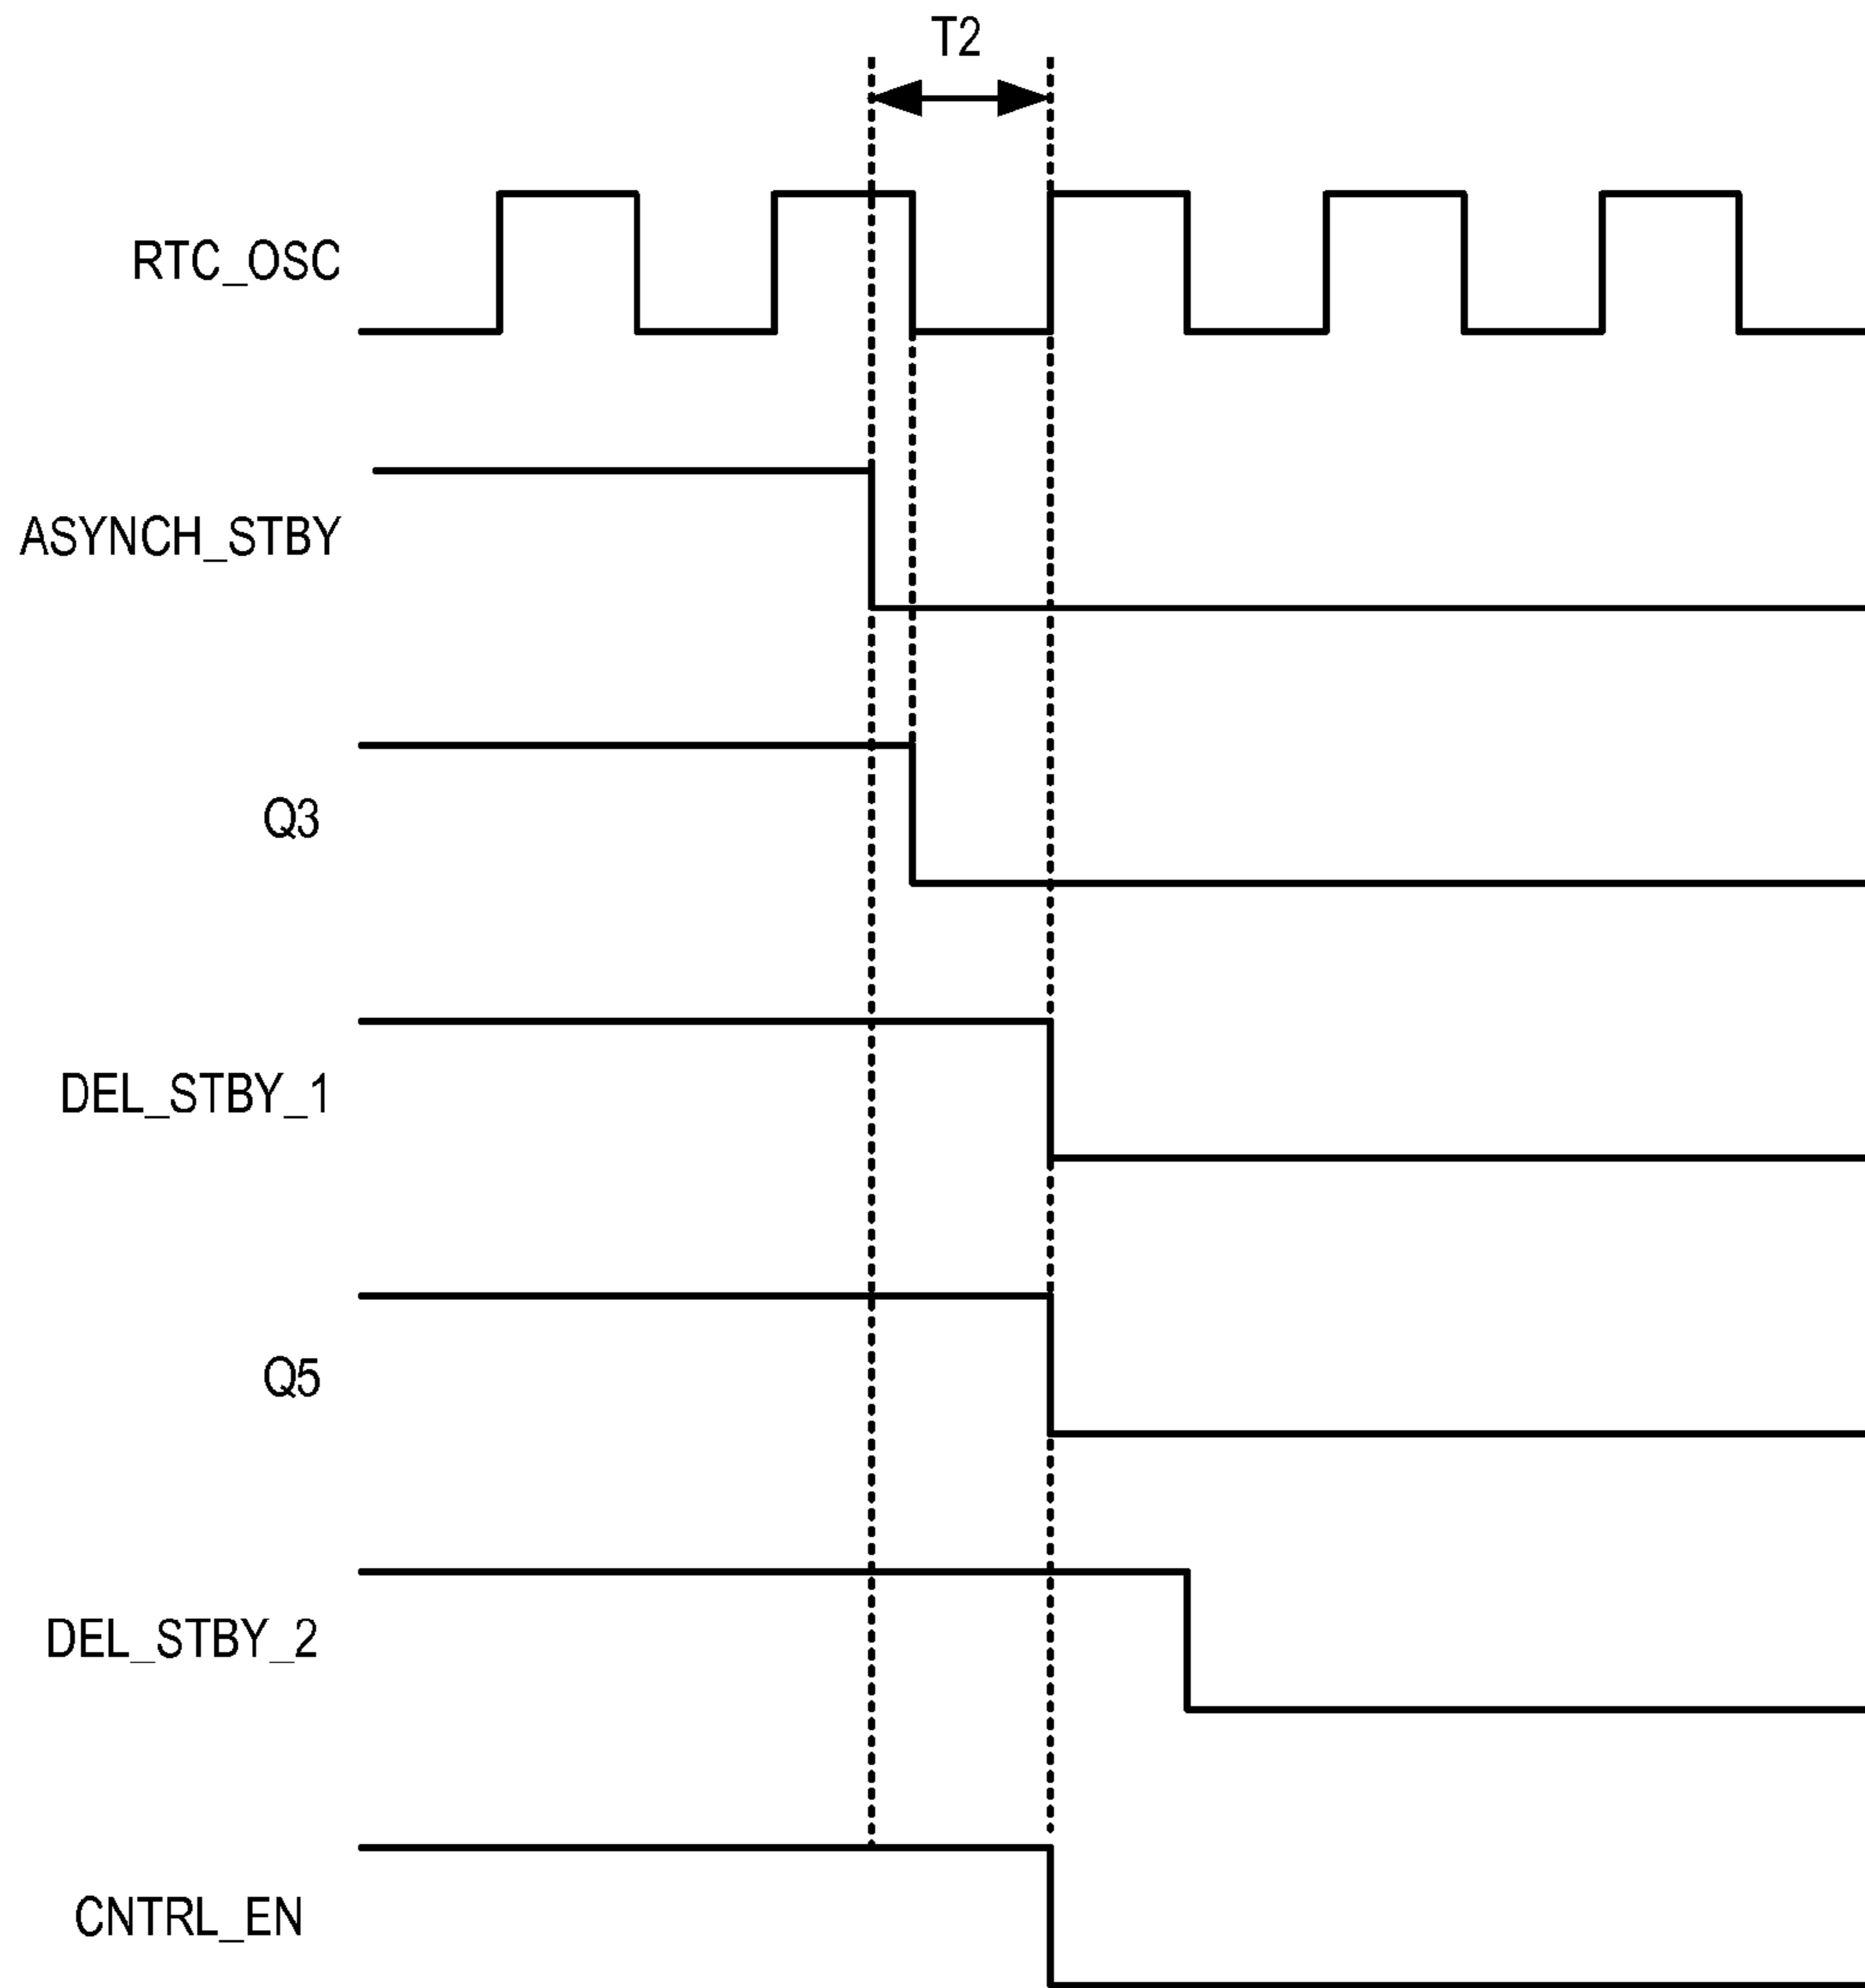 T2
RTC_OSC
ASYNCH_STBY
Q3
DEL_STBY_1
Q5
DEL_STBY_2
CNTRL_EN